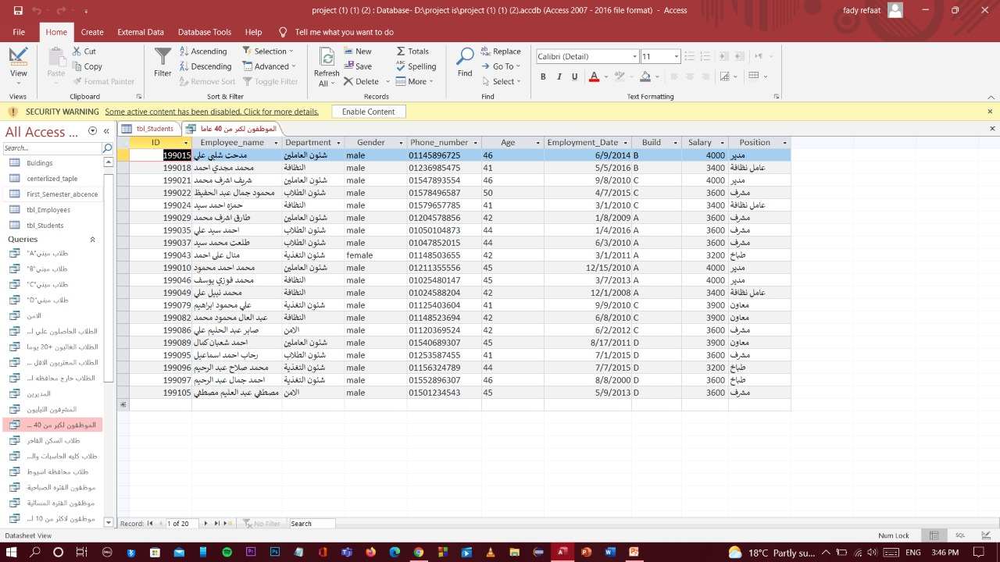 project (1) (1) (2) : Database- D:\project is\project (1) (1) (2).accdb (Access 2007 - 2016 file format) - Access
fady refaat
File Home Create External Data Database Tools Help Tell me what you want to do
View
Views
Paste
Cut
Copy
Format Painter
Clipboard
Filter
Ascending
Descending
Remove Sort
Selection
Advanced
Toggle Filter
Sort & Filter
Refresh All
New
Save
Delete
Totals
Spelling
More
Records
Find
Replace
Go To
Select
Find
Calibri (Detail) 11
B I U A
Text Formatting
SECURITY WARNING Some active content has been disabled. Click for more details. Enable Content
All Access ...
Search...
Buldings
centerlized_taple
First_Semester_abcence
tbl_Employees
tbl_Students
Queries
طلاب مبني"A"
طلاب مبني"B"
طلاب مبني"C"
طلاب مبني"D"
الامن
الطلاب الحاصلون علي ا...
الطلاب الغائبون +20 يوما
الطلاب المغتربون الاقل ...
الطلاب خارج محافظه ا...
المديرين
المشرفون الليليون
الموظفون لكبر من 40 ...
طلاب السكن الفاخر
طلاب كليه الحاسبات وال...
طلاب محافظه اسيوط
موظفون الفتره الصباحية
موظفون الفتره المسائية
موظفون لاكتر من 10 ا...
tbl_Students الموظفون لكبر من 40 عاما
ID Employee_name Department Gender Phone_number Age Employment_Date Build Salary Position
199015 مدحت شلبي علي شئون العاملين male 01145896725 46 6/9/2014 B 4000 مدير
199018 محمد مجدي احمد النظافة male 01236985475 41 5/5/2016 B 3400 عامل نظافة
199021 شريف اشرف محمد شئون العاملين male 01547893554 46 9/8/2010 C 4000 مدير
199022 محمود جمال عبد الحفيظ شئون الطلاب male 01578496587 50 4/7/2015 C 3600 مشرف
199024 حمزه احمد سيد النظافة male 01579657785 41 3/1/2010 C 3400 عامل نظافة
199029 طارق اشرف محمد شئون العاملين male 01204578856 42 1/8/2009 A 3600 مشرف
199035 احمد سيد علي شئون الطلاب male 01050104873 44 1/4/2016 A 3600 مشرف
199037 طلعت محمد سيد شئون الطلاب male 01047852015 44 6/3/2010 A 3600 مشرف
199043 منال علي احمد شئون التغذية female 01148503655 42 3/1/2011 A 3200 طباخ
199010 محمد احمد محمود شئون العاملين male 01211355556 45 12/15/2010 A 4000 مدير
199046 محمد فوزي يوسف النظافة male 01025480147 45 3/7/2013 A 4000 مدير
199049 محمد نبيل علي النظافة male 01024588204 42 12/1/2008 A 3400 عامل نظافة
199079 علي محمود ابراهيم شئون التغذية male 01125403604 41 9/9/2010 C 3900 معاون
199082 عبد العال محمود محمد النظافة male 01148523694 42 6/8/2010 C 3900 معاون
199086 صابر عبد الحليم علي الامن male 01120369524 42 6/2/2012 C 3600 مشرف
199089 احمد شعبان كمال شئون العاملين male 01540689307 45 8/17/2011 D 3900 معاون
199095 رحاب احمد اسماعيل شئون الطلاب male 01253587455 41 7/1/2015 D 3600 مشرف
199096 محمد صلاح عبد الرحيم شئون التغذية male 01156324789 44 7/7/2015 D 3200 طباخ
199097 احمد جمال عبد الرحيم شئون التغذية male 01552896307 46 8/8/2000 D 3600 طباخ
199105 مصطفي عبد العليم مصطفي الامن male 01501234543 45 5/9/2013 D 3600 مشرف
Record: 1 of 20 No Filter Search
Datasheet View Num Lock SQL
18°C Partly su... ENG 3:46 PM